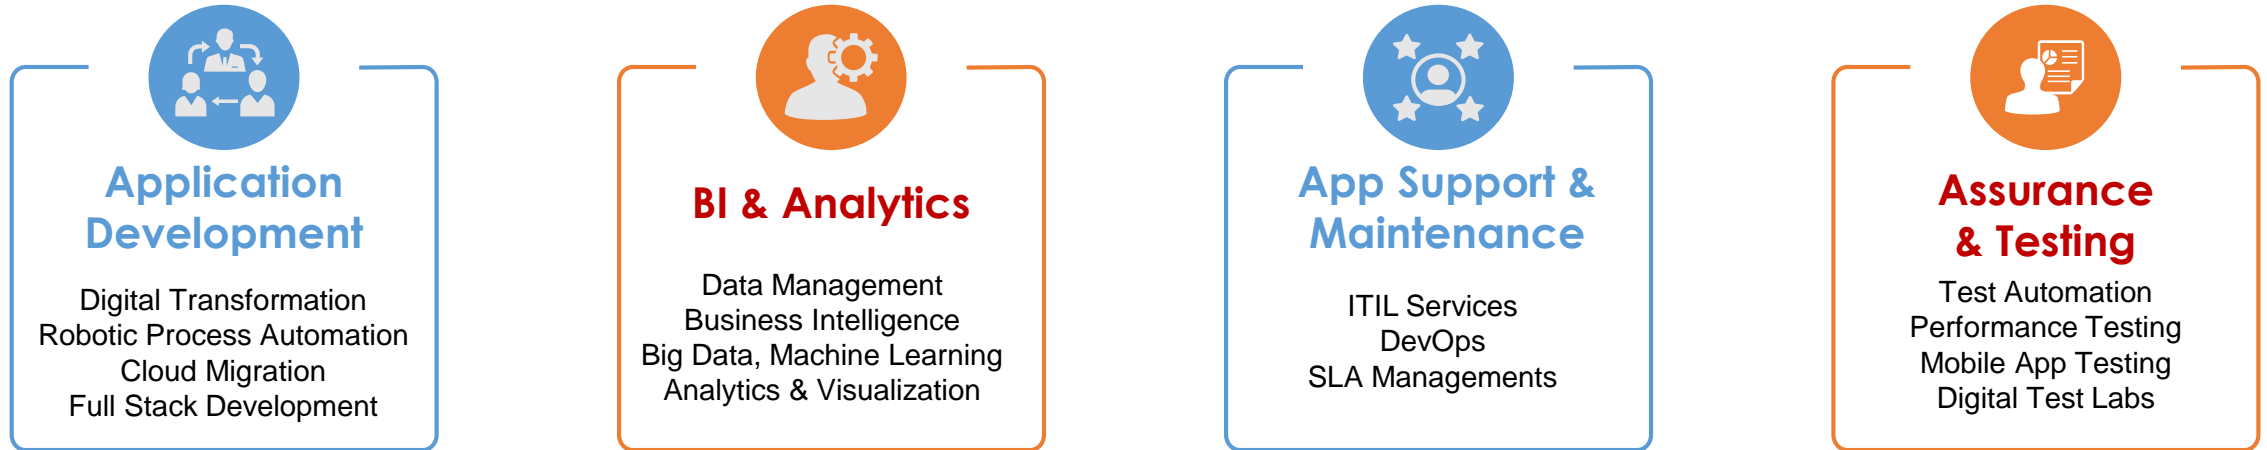 Application
Development
Digital Transformation
Robotic Process Automation
Cloud Migration
Full Stack Development
BI & Analytics
Data Management
Business Intelligence
Big Data, Machine Learning
Analytics & Visualization
App Support &
Maintenance
ITIL Services
DevOps
SLA Managements
Assurance
& Testing
Test Automation
Performance Testing
Mobile App Testing
Digital Test Labs